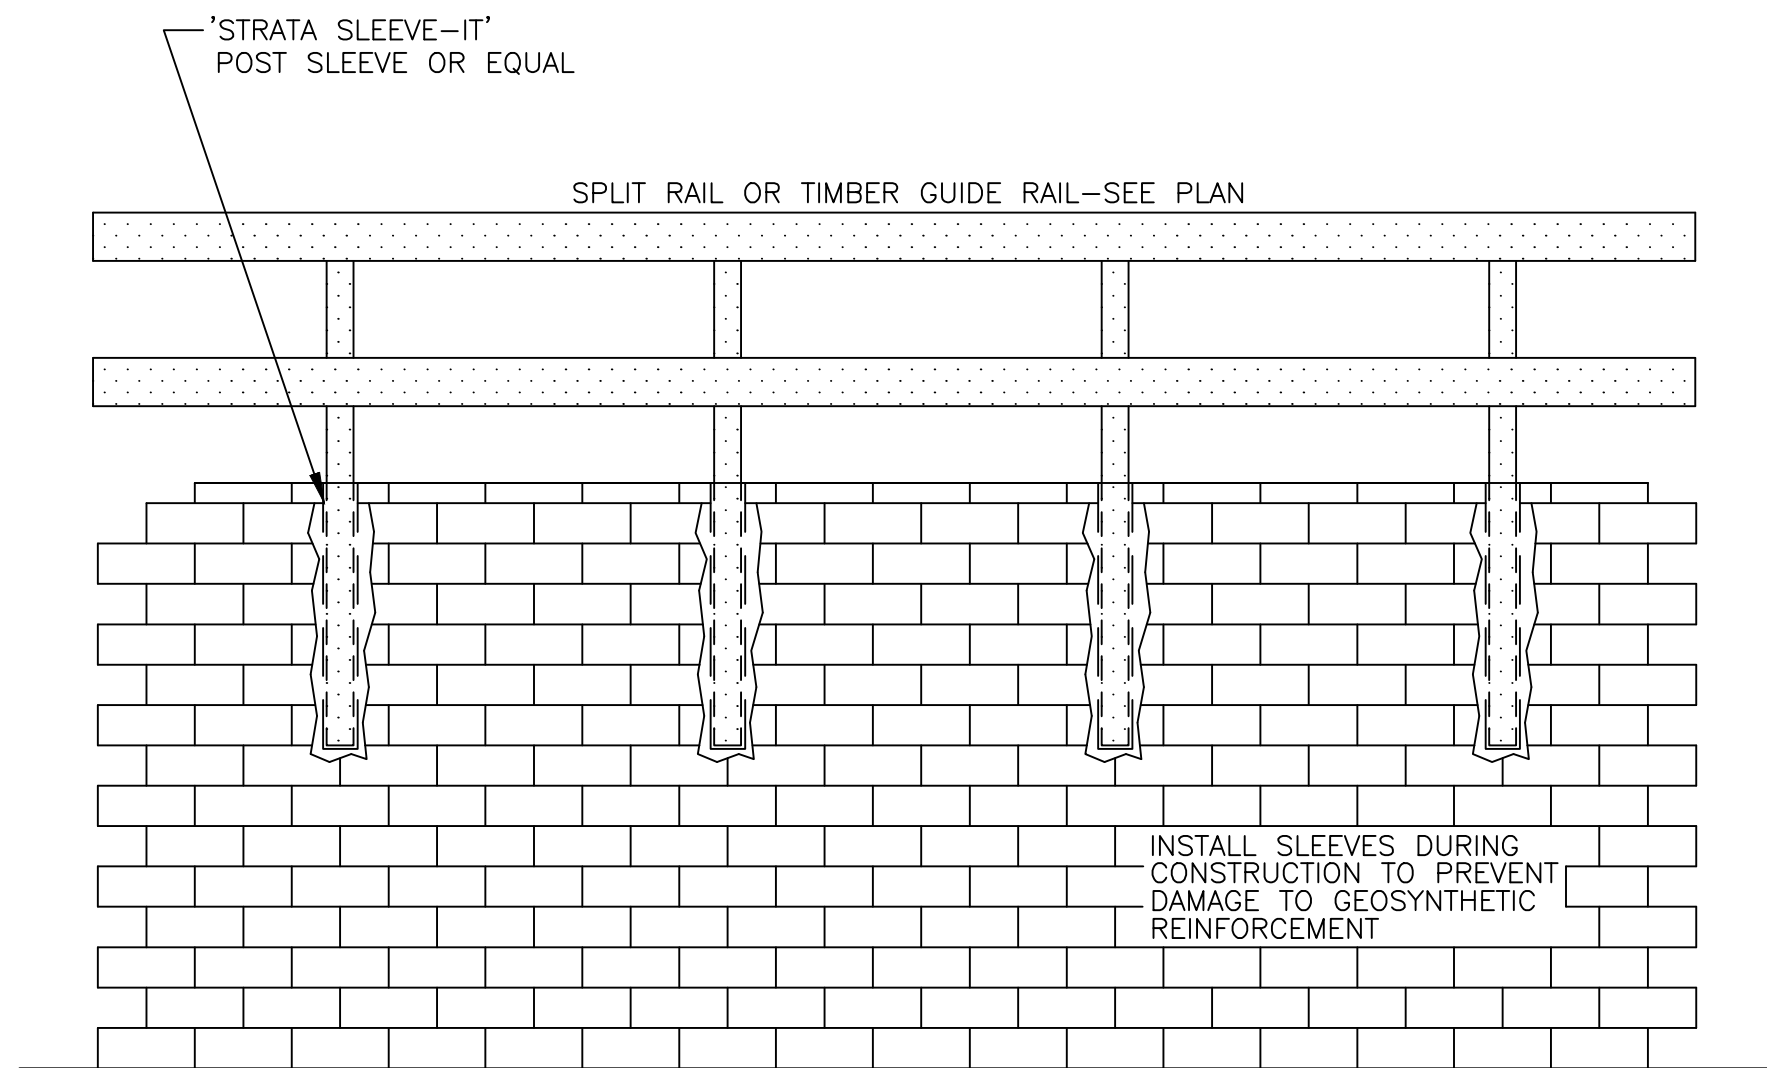 'STRATA SLEEVE-IT'
POST SLEEVE OR EQUAL
SPLIT RAIL OR TIMBER GUIDE RAIL-SEE PLAN
INSTALL SLEEVES DURING
CONSTRUCTION TO PREVENT
DAMAGE TO GEOSYNTHETIC
REINFORCEMENT